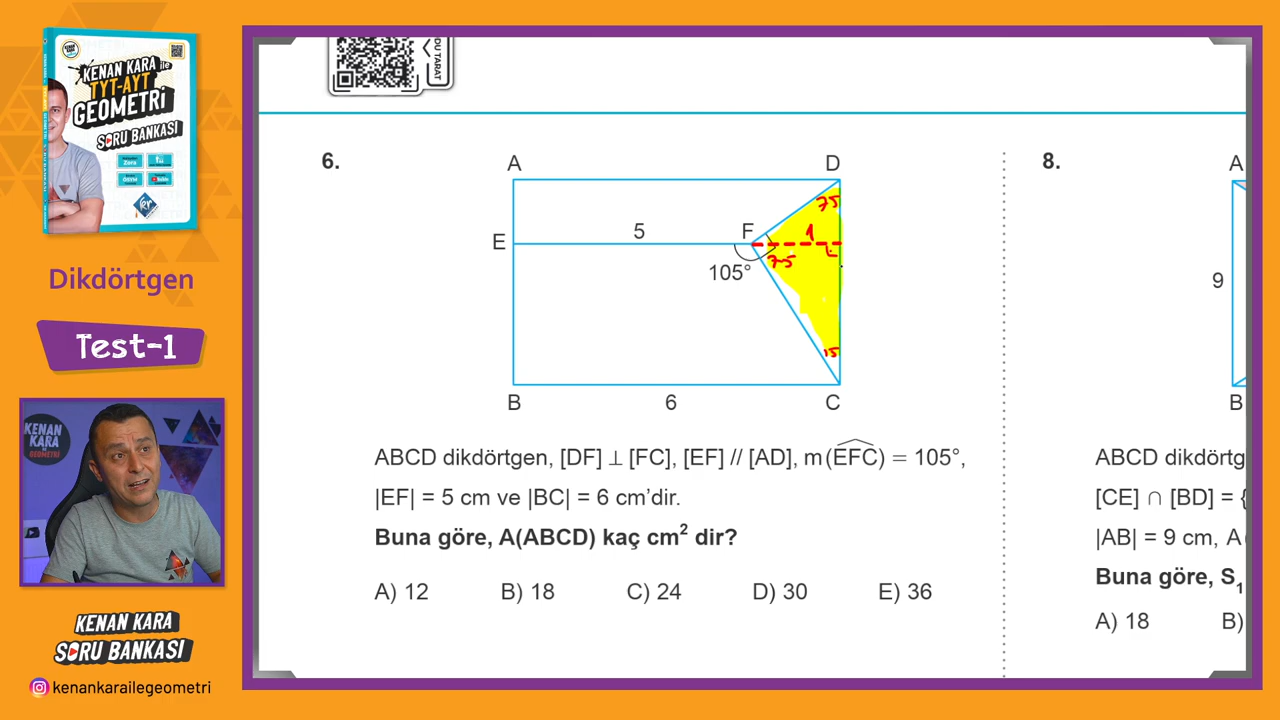 KENAN KARA ile
TYT-AYT
GEOMETRİ
SORU BANKASI
Dikdörtgen
Test-1
KENAN KARA
GEOMETRİ
KENAN KARA
SORU BANKASI
kenankarailegeometri
6.
A
D
75
E
5
F
1
105°
75
15
B
6
C
ABCD dikdörtgen, [DF] ⊥ [FC], [EF] // [AD], m(EFC) = 105°,
|EF| = 5 cm ve |BC| = 6 cm'dir.
Buna göre, A(ABCD) kaç cm² dir?
A) 12 B) 18 C) 24 D) 30 E) 36
8.
A
9
B
ABCD dikdörtg
[CE] ∩ [BD] = {
|AB| = 9 cm, A
Buna göre, S₁
A) 18 B)